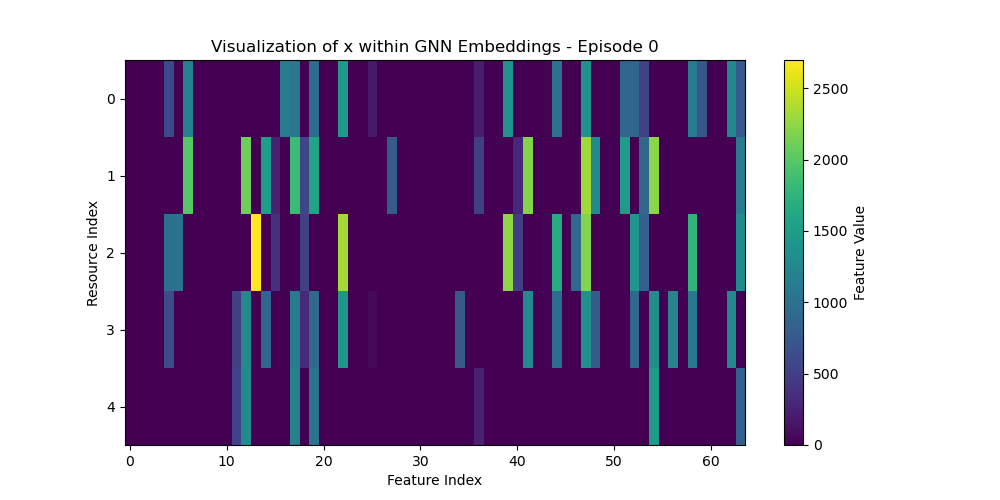 Visualization of x within GNN Embeddings - Episode 0
Resource Index
0
1
2
3
4
0 10 20 30 40 50 60
Feature Index
2500
2000
1500
1000
500
0
Feature Value